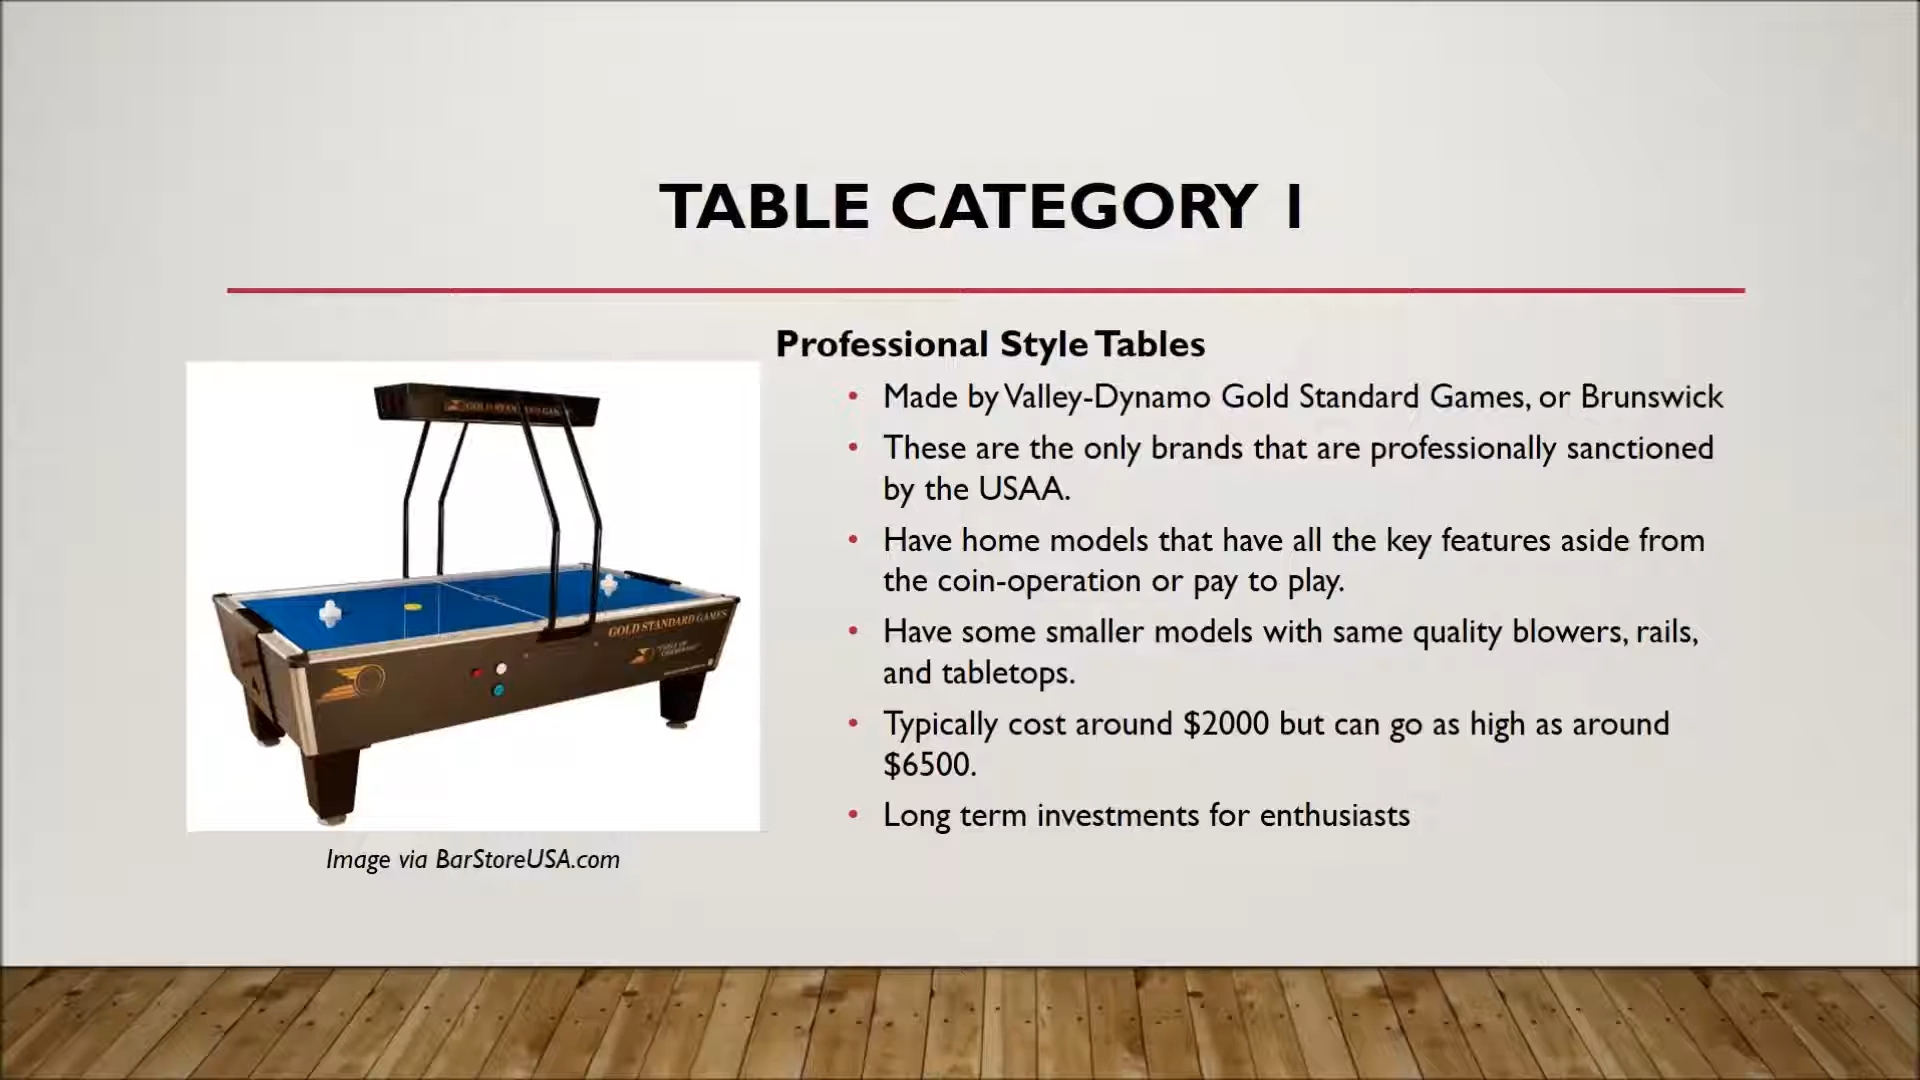 TABLE CATEGORY 1
Professional Style Tables
• Made by Valley-Dynamo Gold Standard Games, or Brunswick
• These are the only brands that are professionally sanctioned
by the USAA.
• Have home models that have all the key features aside from
the coin-operation or pay to play.
• Have some smaller models with same quality blowers, rails,
and tabletops.
• Typically cost around $2000 but can go as high as around
$6500.
• Long term investments for enthusiasts
GOLD STANDARD GAMES
GOLD STANDARD GAMES
Image via BarStoreUSA.com